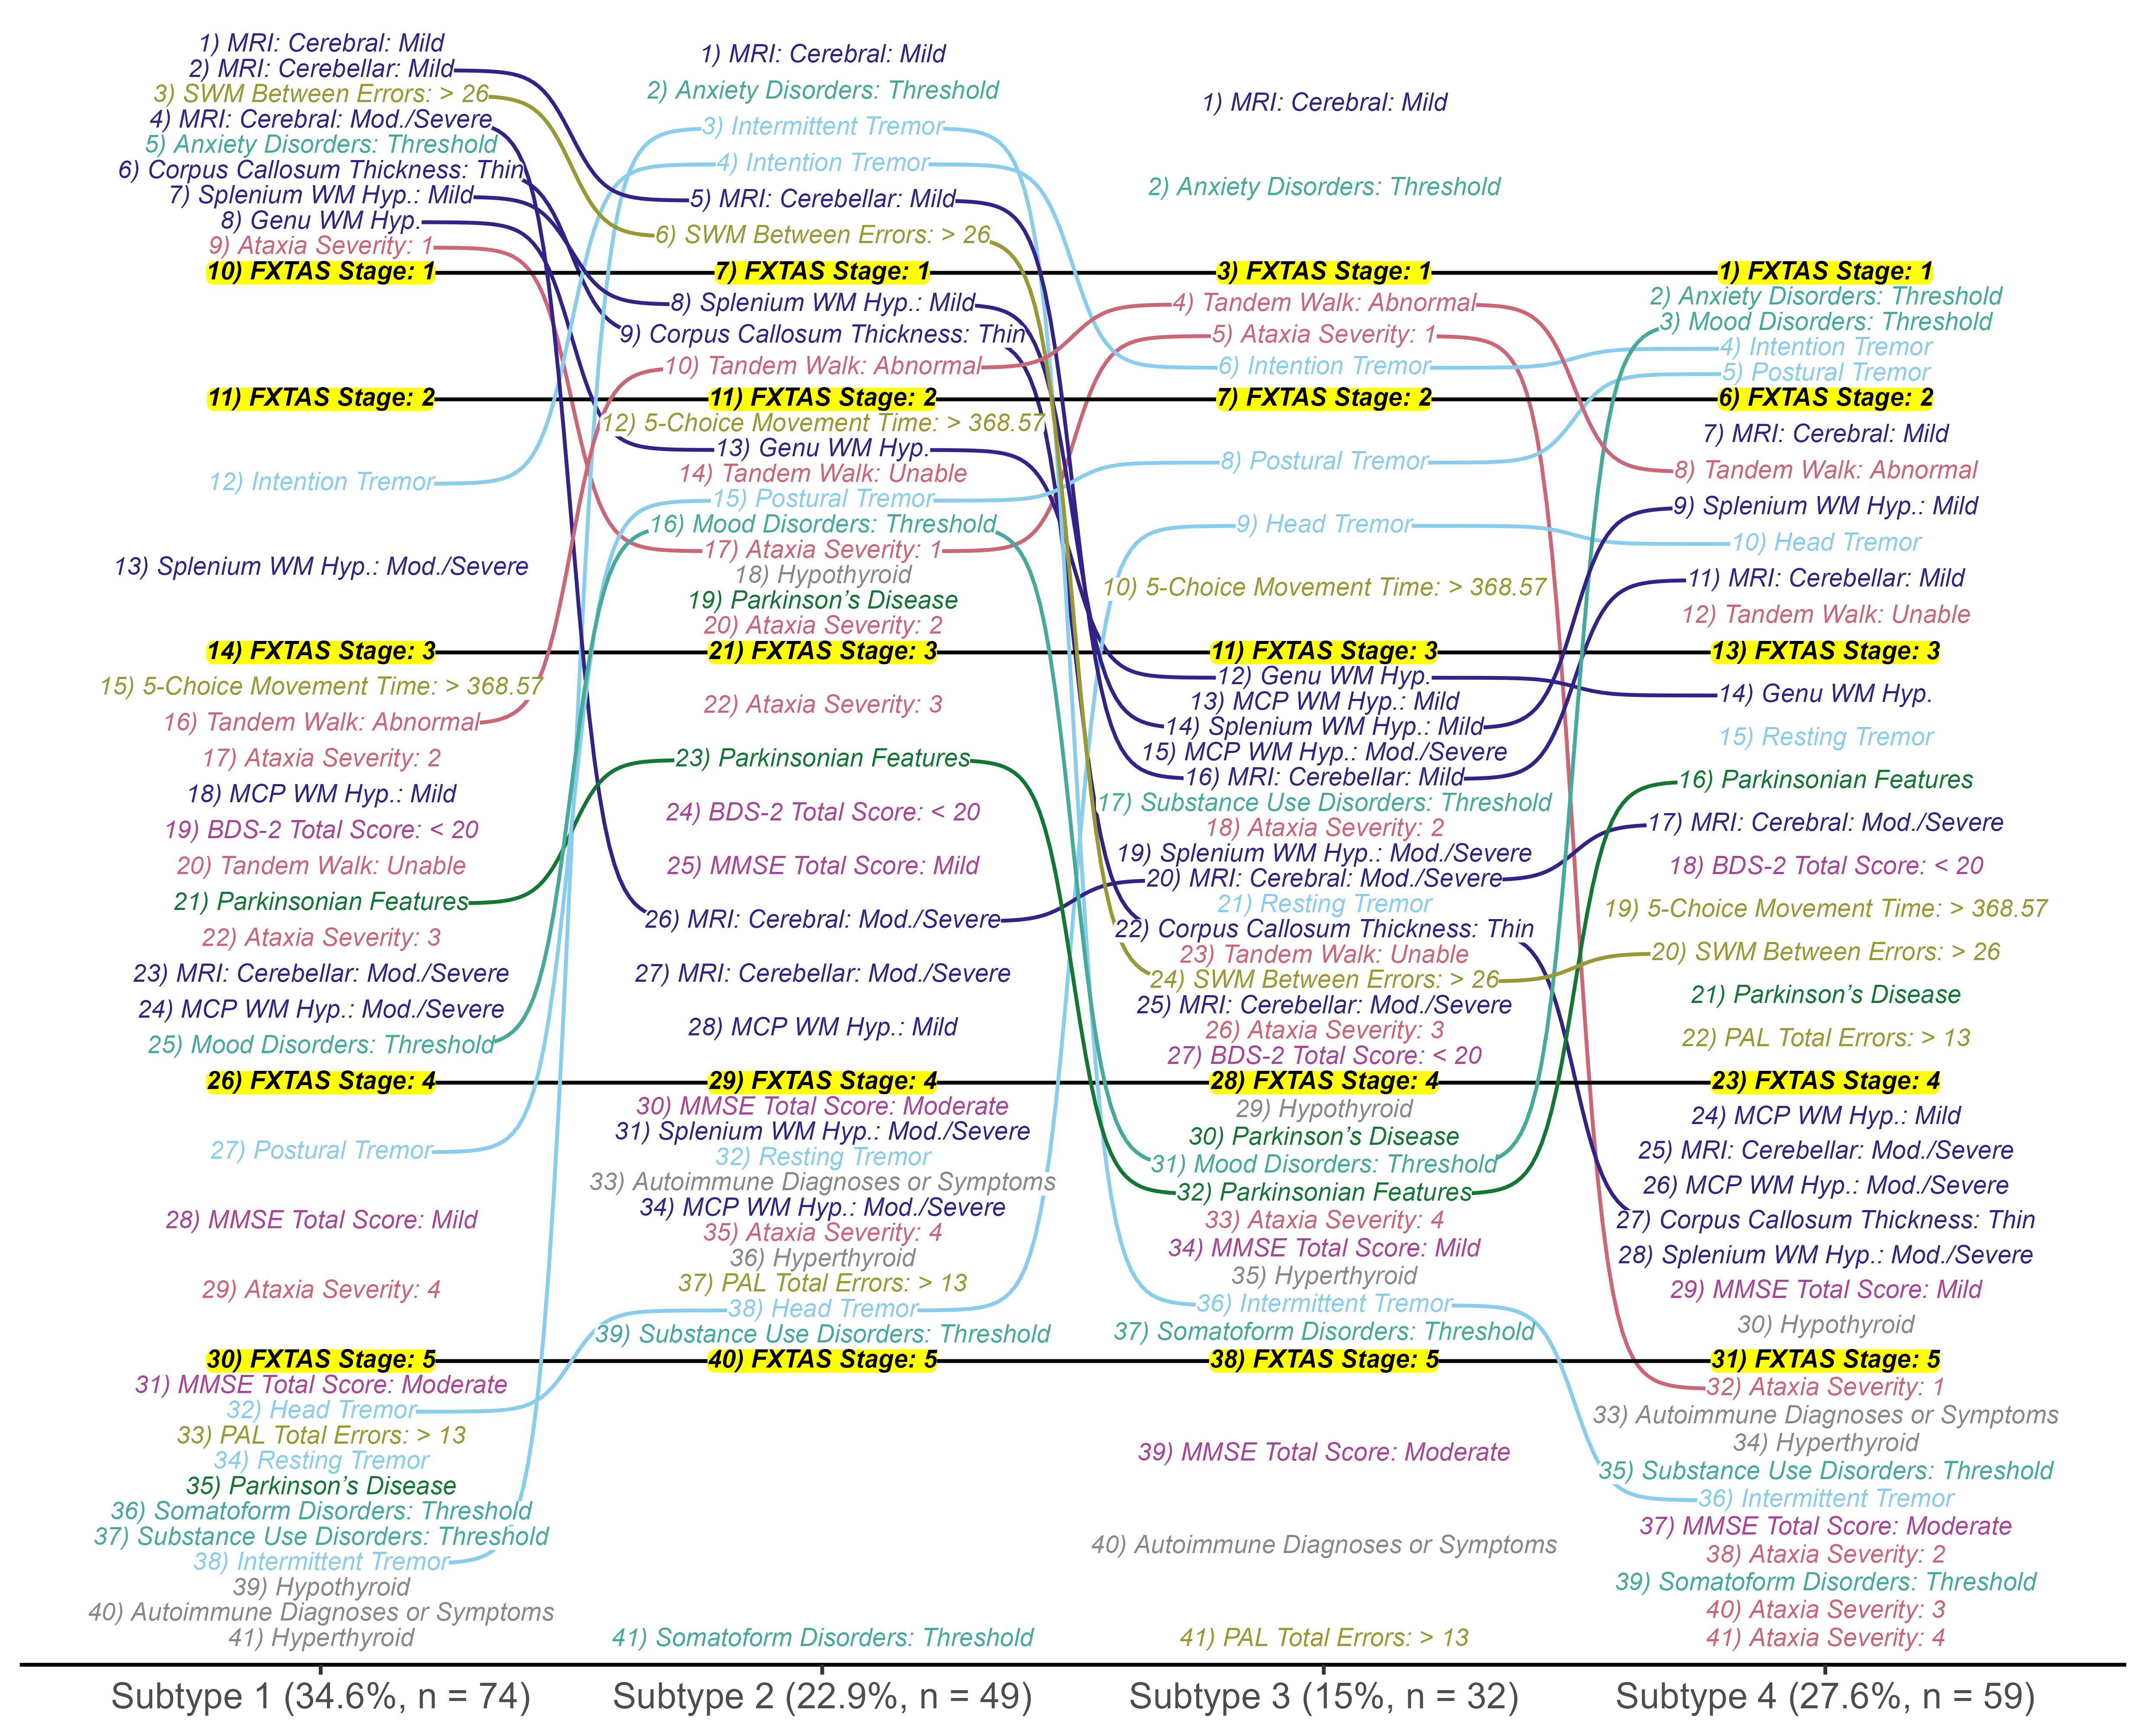 1) MRI: Cerebral: Mild
2) MRI: Cerebellar: Mild
3) SWM Between Errors: > 26
4) MRI: Cerebral: Mod./Severe
5) Anxiety Disorders: Threshold
6) Corpus Callosum Thickness: Thin
7) Splenium WM Hyp.: Mild
8) Genu WM Hyp.
9) Ataxia Severity: 1
10) FXTAS Stage: 1
11) FXTAS Stage: 2
12) Intention Tremor
13) Splenium WM Hyp.: Mod./Severe
14) FXTAS Stage: 3
15) 5-Choice Movement Time: > 368.57
16) Tandem Walk: Abnormal
17) Ataxia Severity: 2
18) MCP WM Hyp.: Mild
19) BDS-2 Total Score: < 20
20) Tandem Walk: Unable
21) Parkinsonian Features
22) Ataxia Severity: 3
23) MRI: Cerebellar: Mod./Severe
24) MCP WM Hyp.: Mod./Severe
25) Mood Disorders: Threshold
26) FXTAS Stage: 4
27) Postural Tremor
28) MMSE Total Score: Mild
29) Ataxia Severity: 4
30) FXTAS Stage: 5
31) MMSE Total Score: Moderate
32) Head Tremor
33) PAL Total Errors: > 13
34) Resting Tremor
35) Parkinson's Disease
36) Somatoform Disorders: Threshold
37) Substance Use Disorders: Threshold
38) Intermittent Tremor
39) Hypothyroid
40) Autoimmune Diagnoses or Symptoms
41) Hyperthyroid
Subtype 1 (34.6%, n = 74)
1) MRI: Cerebral: Mild
2) Anxiety Disorders: Threshold
3) Intermittent Tremor
4) Intention Tremor
5) MRI: Cerebellar: Mild
6) SWM Between Errors: > 26
7) FXTAS Stage: 1
8) Splenium WM Hyp.: Mild
9) Corpus Callosum Thickness: Thin
10) Tandem Walk: Abnormal
11) FXTAS Stage: 2
12) 5-Choice Movement Time: > 368.57
13) Genu WM Hyp.
14) Tandem Walk: Unable
15) Postural Tremor
16) Mood Disorders: Threshold
17) Ataxia Severity: 1
18) Hypothyroid
19) Parkinson's Disease
20) Ataxia Severity: 2
21) FXTAS Stage: 3
22) Ataxia Severity: 3
23) Parkinsonian Features
24) BDS-2 Total Score: < 20
25) MMSE Total Score: Mild
26) MRI: Cerebral: Mod./Severe
27) MRI: Cerebellar: Mod./Severe
28) MCP WM Hyp.: Mild
29) FXTAS Stage: 4
30) MMSE Total Score: Moderate
31) Splenium WM Hyp.: Mod./Severe
32) Resting Tremor
33) Autoimmune Diagnoses or Symptoms
34) MCP WM Hyp.: Mod./Severe
35) Ataxia Severity: 4
36) Hyperthyroid
37) PAL Total Errors: > 13
38) Head Tremor
39) Substance Use Disorders: Threshold
40) FXTAS Stage: 5
41) Somatoform Disorders: Threshold
Subtype 2 (22.9%, n = 49)
1) MRI: Cerebral: Mild
2) Anxiety Disorders: Threshold
3) FXTAS Stage: 1
4) Tandem Walk: Abnormal
5) Ataxia Severity: 1
6) Intention Tremor
7) FXTAS Stage: 2
8) Postural Tremor
9) Head Tremor
10) 5-Choice Movement Time: > 368.57
11) FXTAS Stage: 3
12) Genu WM Hyp.
13) MCP WM Hyp.: Mild
14) Splenium WM Hyp.: Mild
15) MCP WM Hyp.: Mod./Severe
16) MRI: Cerebellar: Mild
17) Substance Use Disorders: Threshold
18) Ataxia Severity: 2
19) Splenium WM Hyp.: Mod./Severe
20) MRI: Cerebral: Mod./Severe
21) Resting Tremor
22) Corpus Callosum Thickness: Thin
23) Tandem Walk: Unable
24) SWM Between Errors: > 26
25) MRI: Cerebellar: Mod./Severe
26) Ataxia Severity: 3
27) BDS-2 Total Score: < 20
28) FXTAS Stage: 4
29) Hypothyroid
30) Parkinson's Disease
31) Mood Disorders: Threshold
32) Parkinsonian Features
33) Ataxia Severity: 4
34) MMSE Total Score: Mild
35) Hyperthyroid
36) Intermittent Tremor
37) Somatoform Disorders: Threshold
38) FXTAS Stage: 5
39) MMSE Total Score: Moderate
40) Autoimmune Diagnoses or Symptoms
41) PAL Total Errors: > 13
Subtype 3 (15%, n = 32)
1) FXTAS Stage: 1
2) Anxiety Disorders: Threshold
3) Mood Disorders: Threshold
4) Intention Tremor
5) Postural Tremor
6) FXTAS Stage: 2
7) MRI: Cerebral: Mild
8) Tandem Walk: Abnormal
9) Splenium WM Hyp.: Mild
10) Head Tremor
11) MRI: Cerebellar: Mild
12) Tandem Walk: Unable
13) FXTAS Stage: 3
14) Genu WM Hyp.
15) Resting Tremor
16) Parkinsonian Features
17) MRI: Cerebral: Mod./Severe
18) BDS-2 Total Score: < 20
19) 5-Choice Movement Time: > 368.57
20) SWM Between Errors: > 26
21) Parkinson's Disease
22) PAL Total Errors: > 13
23) FXTAS Stage: 4
24) MCP WM Hyp.: Mild
25) MRI: Cerebellar: Mod./Severe
26) MCP WM Hyp.: Mod./Severe
27) Corpus Callosum Thickness: Thin
28) Splenium WM Hyp.: Mod./Severe
29) MMSE Total Score: Mild
30) Hypothyroid
31) FXTAS Stage: 5
32) Ataxia Severity: 1
33) Autoimmune Diagnoses or Symptoms
34) Hyperthyroid
35) Substance Use Disorders: Threshold
36) Intermittent Tremor
37) MMSE Total Score: Moderate
38) Ataxia Severity: 2
39) Somatoform Disorders: Threshold
40) Ataxia Severity: 3
41) Ataxia Severity: 4
Subtype 4 (27.6%, n = 59)